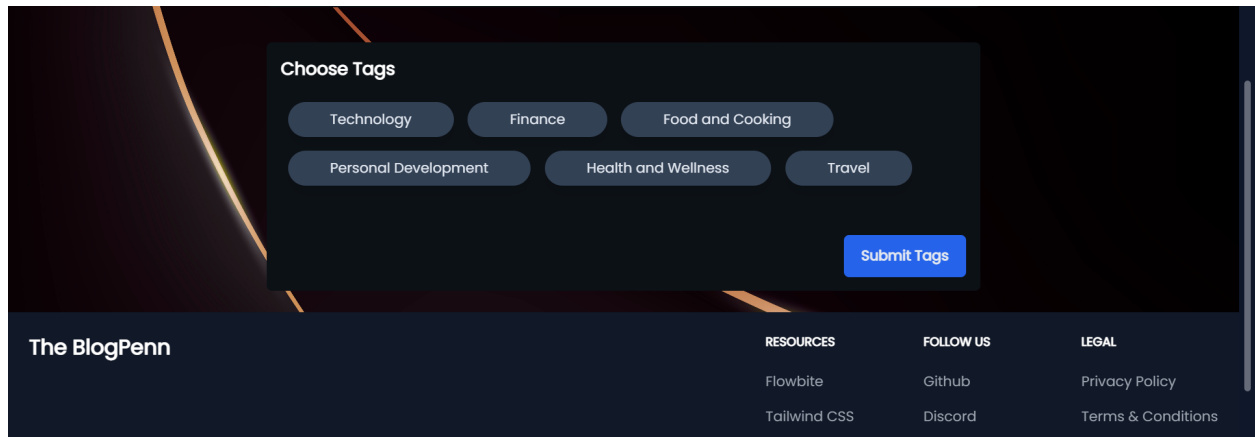 Choose Tags
Technology Finance Food and Cooking
Personal Development Health and Wellness Travel
Submit Tags
The BlogPenn
RESOURCES FOLLOW US LEGAL
Flowbite Github Privacy Policy
Tailwind CSS Discord Terms & Conditions